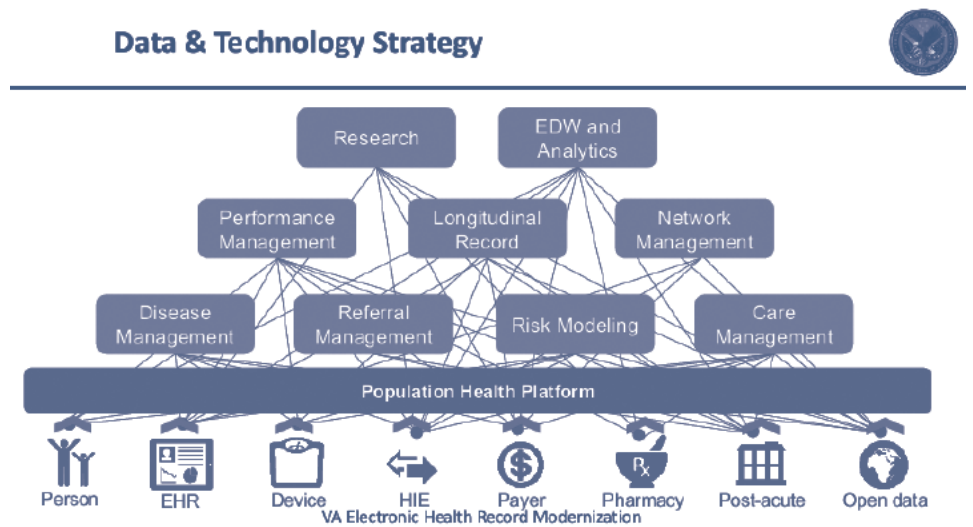 Data & Technology Strategy
Research
EDW and
Analytics
Performance
Management
Longitudinal
Record
Network
Management
Disease
Management
Referral
Management
Risk Modeling
Care
Management
Population Health Platform
Rx
$
Person
EHR
Device
HIE
Payer
Pharmacy
Post-acute
Open data
VA Electronic Health Record Modernization